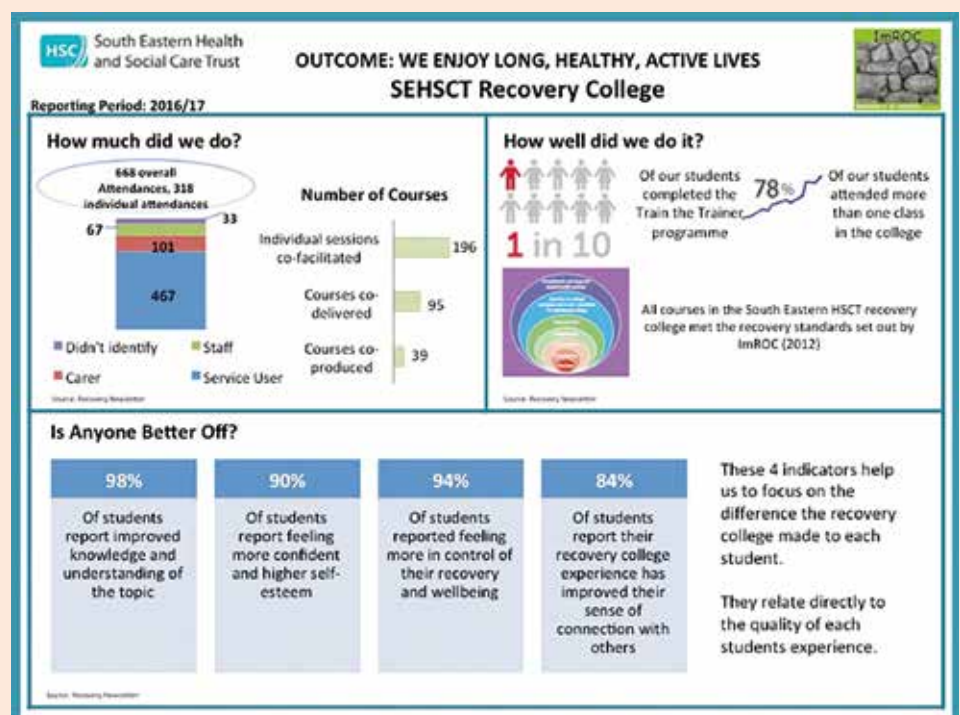 HSC
South Eastern Health
and Social Care Trust
OUTCOME: WE ENJOY LONG, HEALTHY, ACTIVE LIVES
SEHSCT Recovery College
ImROC
Reporting Period: 2016/17
How much did we do?
668 overall
Attendances, 318
individual attendances
33
67
101
467
Didn't identify
Staff
Carer
Service User
Source: Recovery Newsletter
Number of Courses
Individual sessions
co-facilitated
196
Courses co-
delivered
95
Courses co-
produced
39
How well did we do it?
1 in 10
Of our students
completed the
Train the Trainer
programme
78%
Of our students
attended more
than one class
in the college
All courses in the South Eastern HSCT recovery
college met the recovery standards set out by
ImROC (2012)
Source: Recovery Newsletter
Is Anyone Better Off?
98%
Of students
report improved
knowledge and
understanding of
the topic
90%
Of students
report feeling
more confident
and higher self-
esteem
94%
Of students
reported feeling
more in control of
their recovery
and wellbeing
84%
Of students
report their
recovery college
experience has
improved their
sense of
connection with
others
These 4 indicators help
us to focus on the
difference the recovery
college made to each
student.
They relate directly to
the quality of each
students experience.
Source: Recovery Newsletter